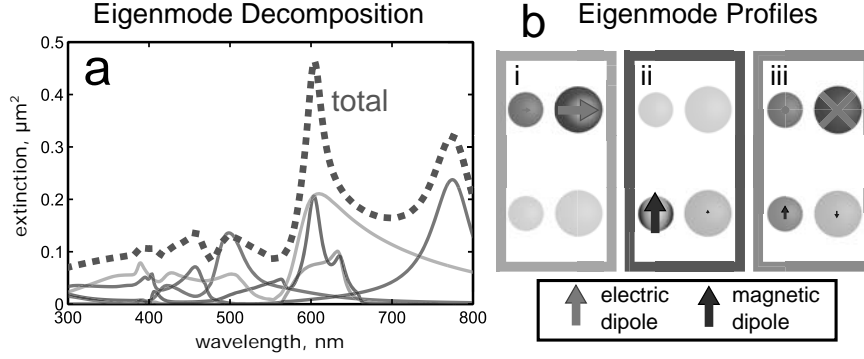 Eigenmode Decomposition
b Eigenmode Profiles
0.5
0.4
0.3
0.2
0.1
0
extinction, µm²
a
total
300 400 500 600 700 800
wavelength, nm
i
ii
iii
electric
dipole
magnetic
dipole